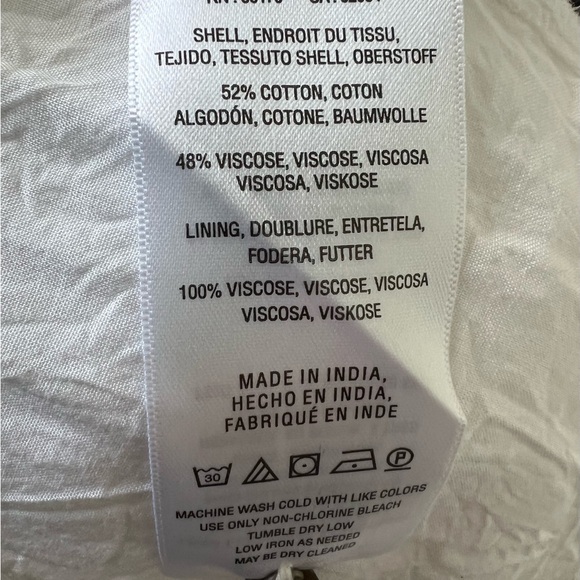 SHELL, ENDROIT DU TISSU,
TEJIDO, TESSUTO SHELL, OBERSTOFF
52% COTTON, COTON
ALGODÓN, COTONE, BAUMWOLLE
48% VISCOSE, VISCOSE, VISCOSA
VISCOSA, VISKOSE
LINING, DOUBLURE, ENTRETELA,
FODERA, FUTTER
100% VISCOSE, VISCOSE, VISCOSA
VISCOSA, VISKOSE
MADE IN INDIA,
HECHO EN INDIA,
FABRIQUÉ EN INDE
30 P
MACHINE WASH COLD WITH LIKE COLORS
USE ONLY NON-CHLORINE BLEACH
TUMBLE DRY LOW
LOW IRON AS NEEDED
MAY BE DRY CLEANED